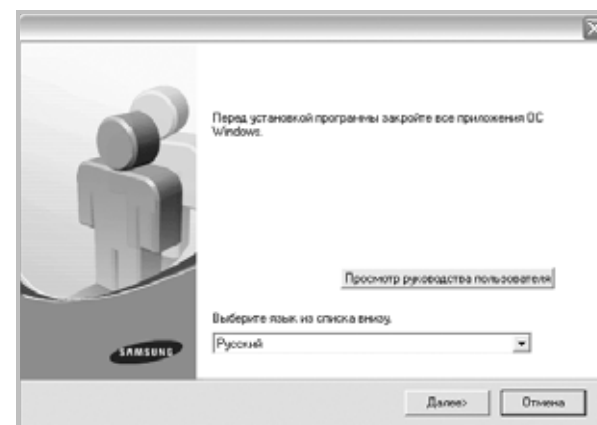 Перед установкой программы закройте все приложения ОС
Windows.
Просмотр руководства пользователя
Выберите язык из списка внизу.
Русский
SAMSUNG
Далее>
Отмена